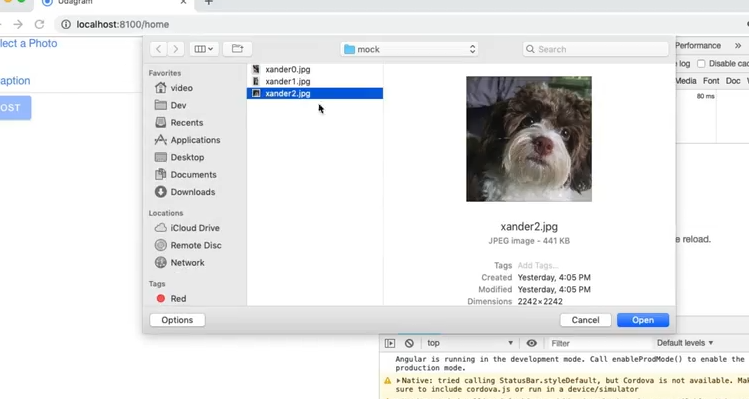 Udagram
localhost:8100/home
lect a Photo
mock
Search
Performance
Favorites
xander0.jpg
e log Disable cac
aption
video
xander1.jpg
Media Font Doc
xander2.jpg
80 ms
OST
Dev
Recents
Applications
Desktop
Documents
Downloads
Locations
iCloud Drive
xander2.jpg
e reload.
Remote Disc
JPEG image - 441 KB
Network
Tags Add Tags...
Created Yesterday, 4:05 PM
Tags
Modified Yesterday, 4:05 PM
Red
Dimensions 2242×2242
Options
Cancel
Open
top
Filter
Default levels
Angular is running in the development mode. Call enableProdMode() to enable the
production mode.
Native: tried calling StatusBar.styleDefault, but Cordova is not available. Mak
sure to include cordova.js or run in a device/simulator